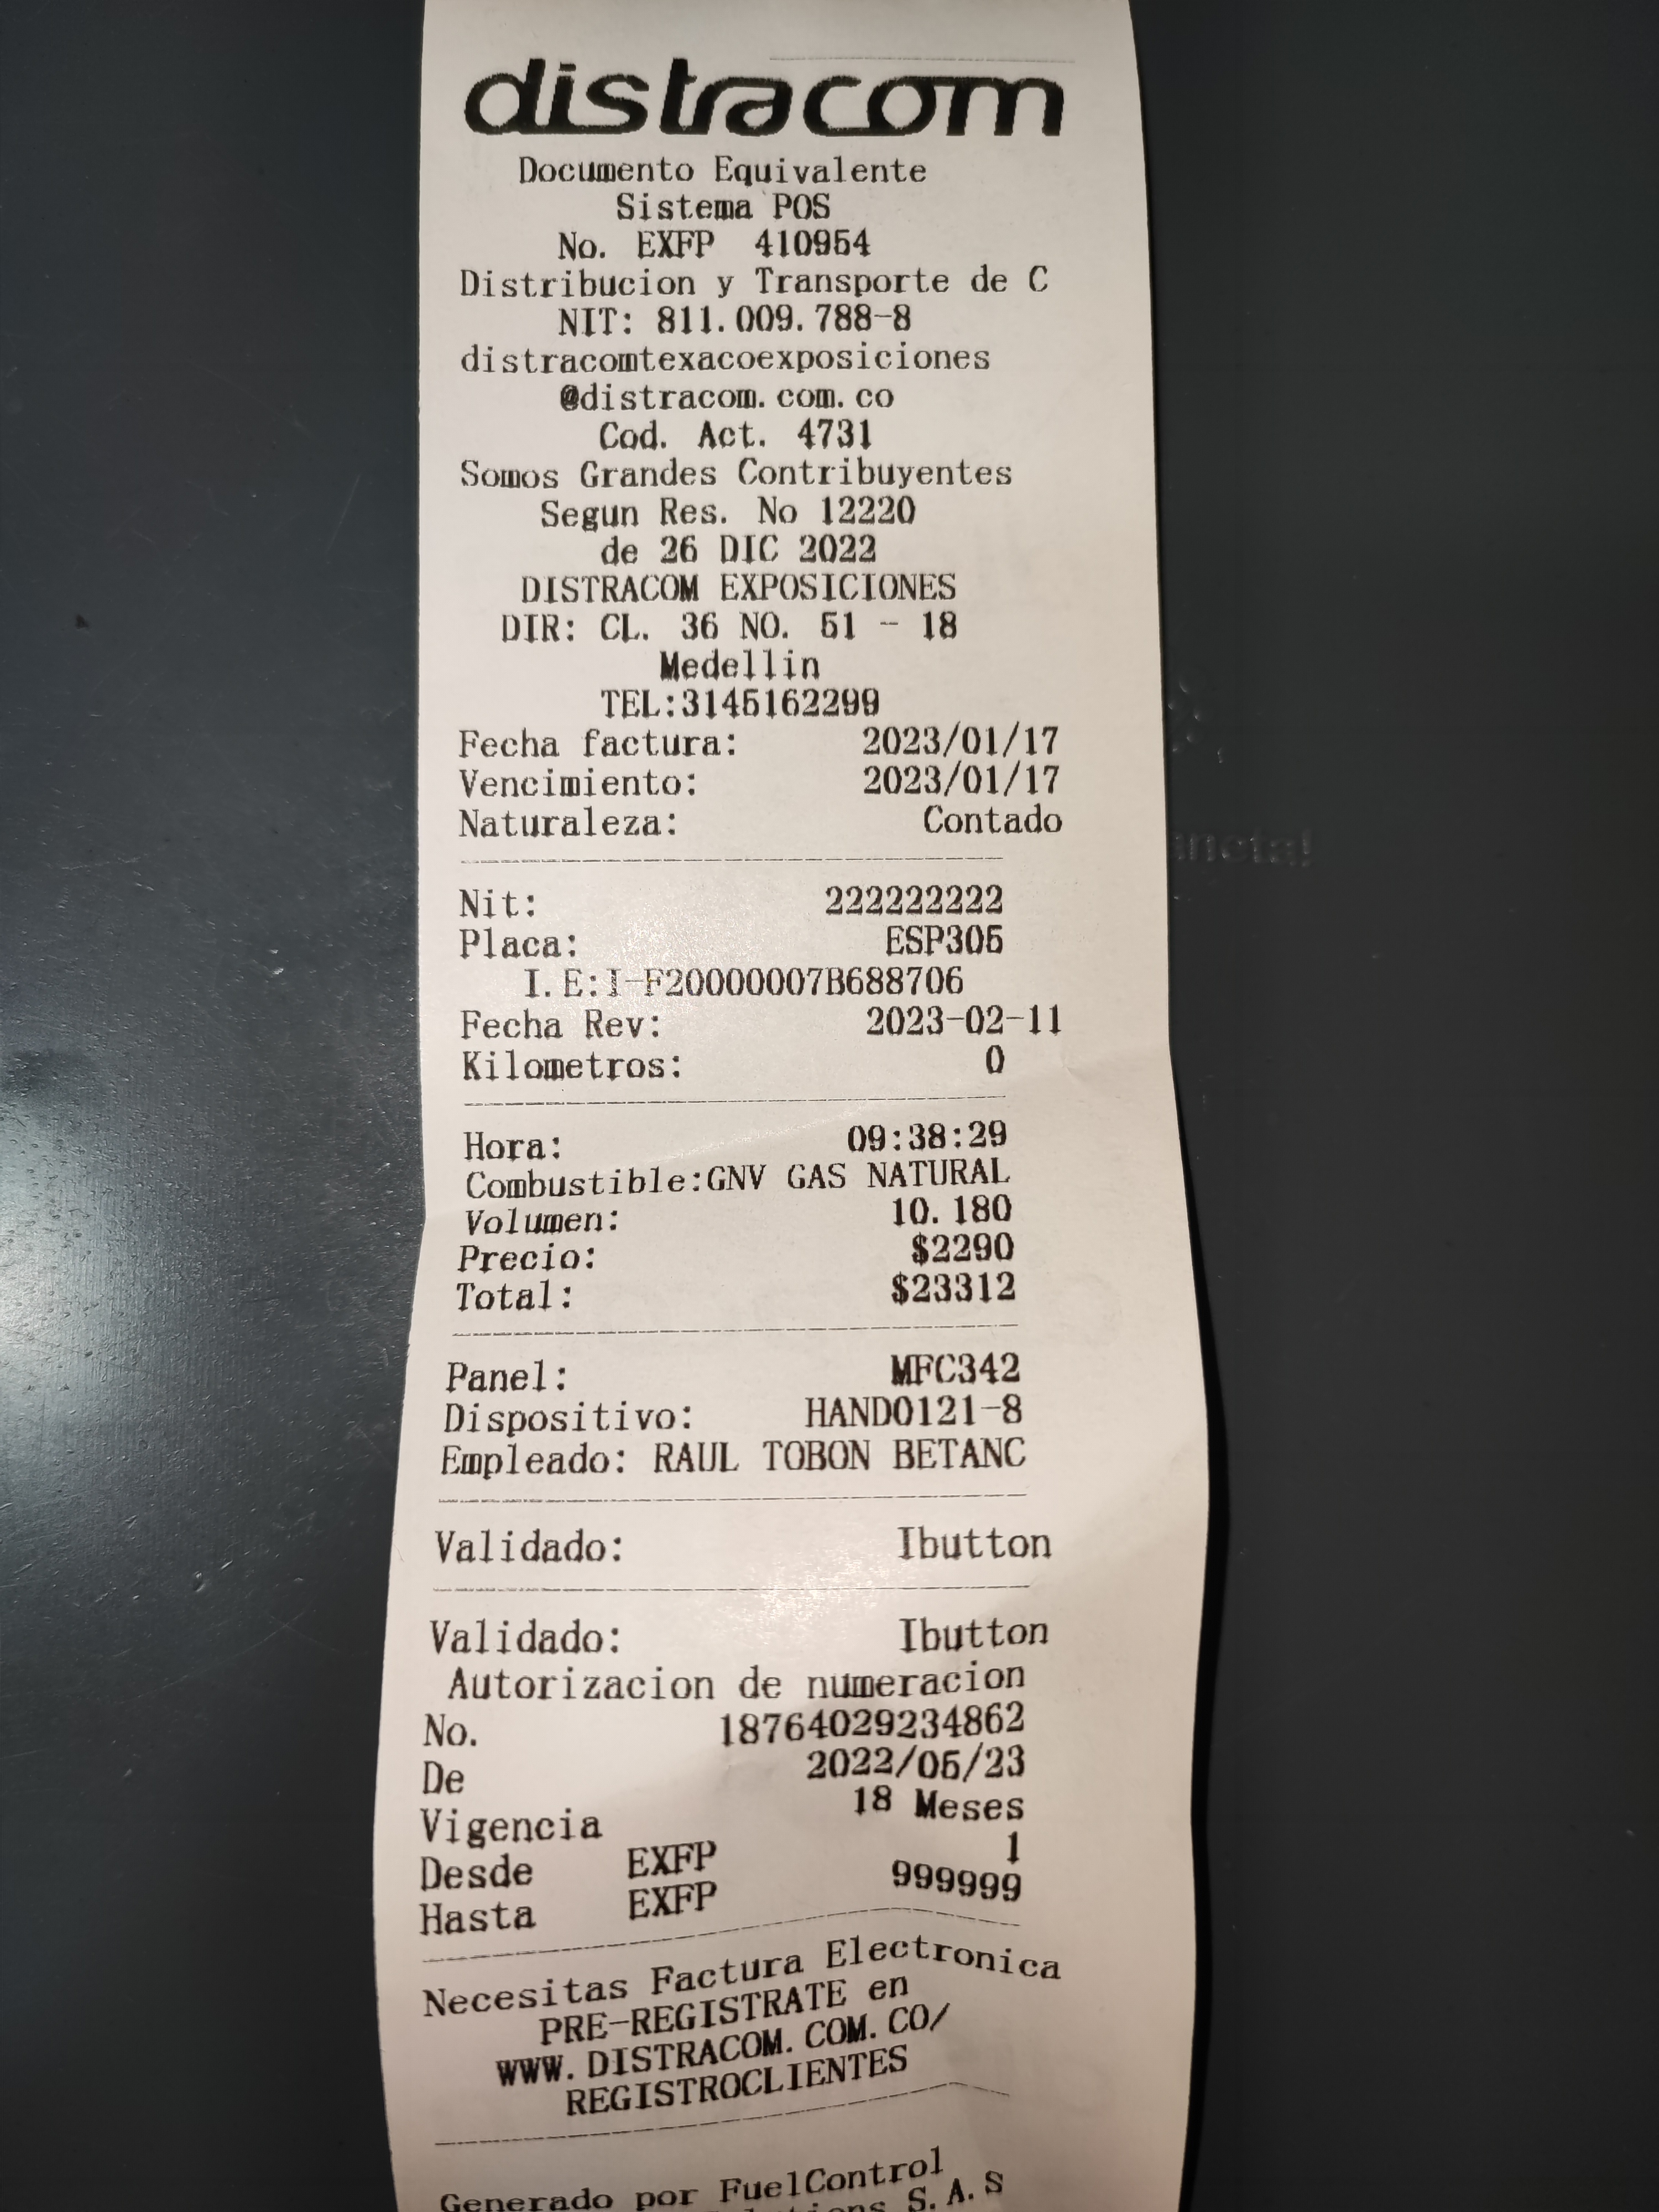 distracom
Documento Equivalente
Sistema POS
No. EXFP 410954
Distribucion y Transporte de C
NIT: 811.009.788-8
distracomtexacoexposiciones
@distracom.com.co
Cod. Act. 4731
Somos Grandes Contribuyentes
Segun Res. No 12220
de 26 DIC 2022
DISTRACOM EXPOSICIONES
DIR: CL. 36 NO. 51 - 18
Medellin
TEL:3145162299
Fecha factura: 2023/01/17
Vencimiento: 2023/01/17
Naturaleza: Contado
Nit: 222222222
Placa: ESP305
I.E:I-F20000007B688706
Fecha Rev: 2023-02-11
Kilometros: 0
Hora: 09:38:29
Combustible:GNV GAS NATURAL
Volumen: 10.180
Precio: $2290
Total: $23312
Panel: MFC342
Dispositivo: HAND0121-8
Empleado: RAUL TOBON BETANC
Validado: Ibutton
Validado: Ibutton
Autorizacion de numeracion
No. 18764029234862
De 2022/05/23
Vigencia 18 Meses
Desde EXFP 1
Hasta EXFP 999999
Necesitas Factura Electronica
PRE-REGISTRATE en
WWW.DISTRACOM.COM.CO/
REGISTROCLIENTES
Generado por FuelControl
S.A.S